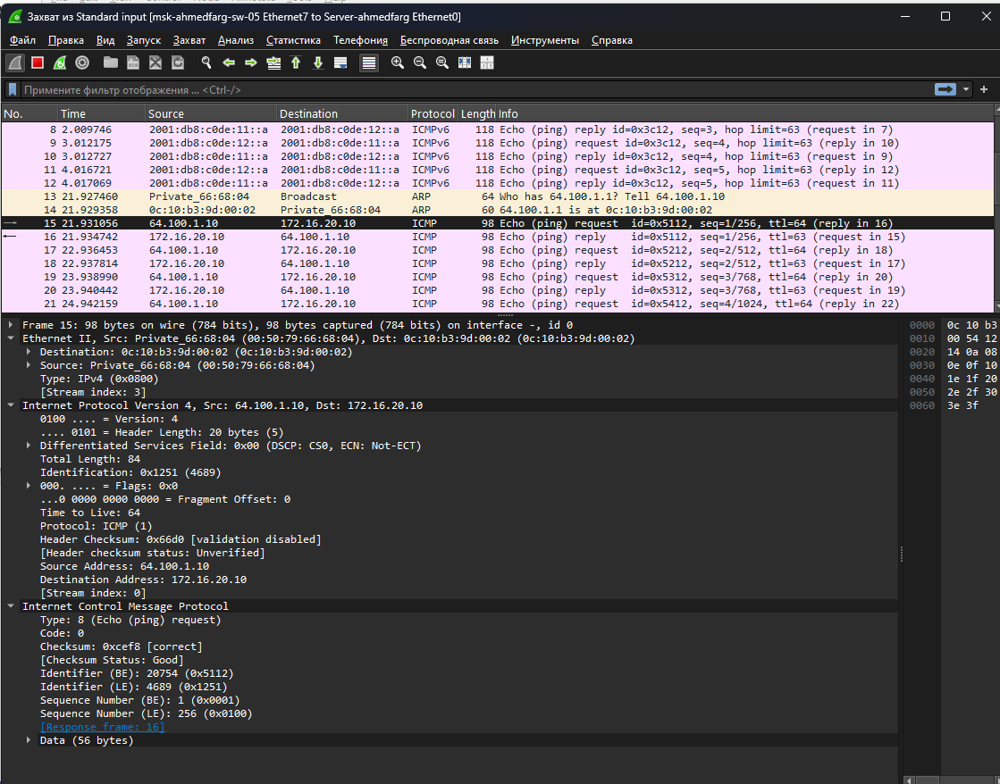 Захват из Standard input [msk-ahmedfarg-sw-05 Ethernet7 to Server-ahmedfarg Ethernet0]
Файл Правка Вид Запуск Захват Анализ Статистика Телефония Беспроводная связь Инструменты Справка
Примените фильтр отображения ... <Ctrl-/>
No. Time Source Destination Protocol Length Info
8 2.009746 2001:db8:c0de:11::a 2001:db8:c0de:12::a ICMPv6 118 Echo (ping) reply id=0x3c12, seq=3, hop limit=63 (request in 7)
9 3.012175 2001:db8:c0de:12::a 2001:db8:c0de:11::a ICMPv6 118 Echo (ping) request id=0x3c12, seq=4, hop limit=64 (reply in 10)
10 3.012727 2001:db8:c0de:11::a 2001:db8:c0de:12::a ICMPv6 118 Echo (ping) reply id=0x3c12, seq=4, hop limit=63 (request in 9)
11 4.016721 2001:db8:c0de:12::a 2001:db8:c0de:11::a ICMPv6 118 Echo (ping) reply id=0x3c12, seq=5, hop limit=63 (reply in 12)
12 4.017069 2001:db8:c0de:11::a 2001:db8:c0de:12::a ICMPv6 118 Echo (ping) reply id=0x3c12, seq=5, hop limit=63 (request in 11)
13 21.927460 Private_66:68:04 Broadcast ARP 64 Who has 64.100.1.1? Tell 64.100.1.10
14 21.929358 0c:10:b3:9d:00:02 Private_66:68:04 ARP 60 64.100.1.1 is at 0c:10:b3:9d:00:02
15 21.931056 64.100.1.10 172.16.20.10 ICMP 98 Echo (ping) request id=0x5112, seq=1/256, ttl=64 (reply in 16)
16 21.934742 172.16.20.10 64.100.1.10 ICMP 98 Echo (ping) reply id=0x5112, seq=1/256, ttl=63 (request in 15)
17 22.936453 64.100.1.10 172.16.20.10 ICMP 98 Echo (ping) request id=0x5212, seq=2/512, ttl=64 (reply in 18)
18 22.937814 172.16.20.10 64.100.1.10 ICMP 98 Echo (ping) reply id=0x5212, seq=2/512, ttl=63 (request in 17)
19 23.938990 64.100.1.10 172.16.20.10 ICMP 98 Echo (ping) request id=0x5312, seq=3/768, ttl=64 (reply in 20)
20 23.940442 172.16.20.10 64.100.1.10 ICMP 98 Echo (ping) reply id=0x5312, seq=3/768, ttl=63 (request in 19)
21 24.942159 64.100.1.10 172.16.20.10 ICMP 98 Echo (ping) request id=0x5412, seq=4/1024, ttl=64 (reply in 22)
Frame 15: 98 bytes on wire (784 bits), 98 bytes captured (784 bits) on interface -, id 0
Ethernet II, Src: Private_66:68:04 (00:50:79:66:68:04), Dst: 0c:10:b3:9d:00:02 (0c:10:b3:9d:00:02)
Destination: 0c:10:b3:9d:00:02 (0c:10:b3:9d:00:02)
Source: Private_66:68:04 (00:50:79:66:68:04)
Type: IPv4 (0x0800)
[Stream index: 3]
Internet Protocol Version 4, Src: 64.100.1.10, Dst: 172.16.20.10
0100 .... = Version: 4
.... 0101 = Header Length: 20 bytes (5)
Differentiated Services Field: 0x00 (DSCP: CS0, ECN: Not-ECT)
Total Length: 84
Identification: 0x1251 (4689)
000. .... = Flags: 0x0
...0 0000 0000 0000 = Fragment Offset: 0
Time to Live: 64
Protocol: ICMP (1)
Header Checksum: 0x66d0 [validation disabled]
[Header checksum status: Unverified]
Source Address: 64.100.1.10
Destination Address: 172.16.20.10
[Stream index: 0]
Internet Control Message Protocol
Type: 8 (Echo (ping) request)
Code: 0
Checksum: 0xcef8 [correct]
[Checksum Status: Good]
Identifier (BE): 20754 (0x5112)
Identifier (LE): 4689 (0x1251)
Sequence Number (BE): 1 (0x0001)
Sequence Number (LE): 256 (0x0100)
[Response frame: 16]
Data (56 bytes)
0000 0c 10 b3
0010 00 54 12
0020 14 0a 08
0030 0e 0f 10
0040 1e 1f 20
0050 2e 2f 30
0060 3e 3f